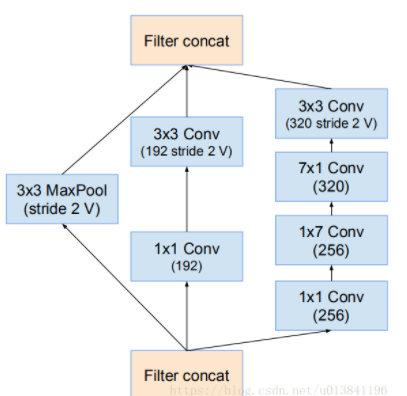 Filter concat
3x3 Conv
(320 stride 2 V)
3x3 Conv
(192 stride 2 V)
7x1 Conv
(320)
3x3 MaxPool
(stride 2 V)
1x7 Conv
(256)
1x1 Conv
(192)
1x1 Conv
(256)
Filter concat
https://blog.csdn.net/u013841196